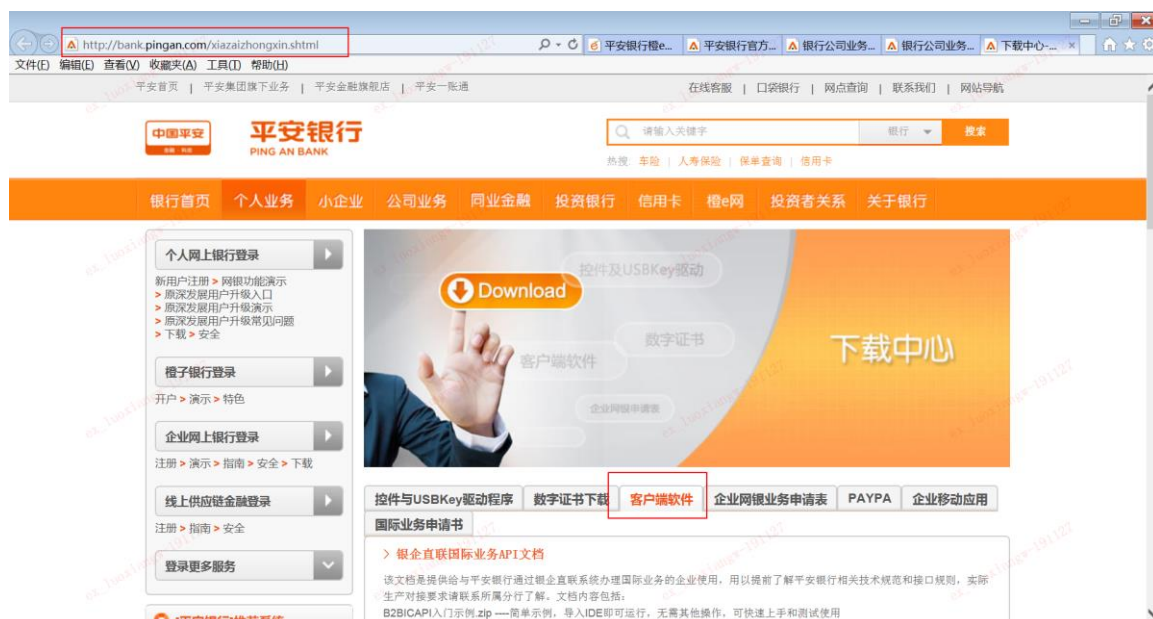 http://bank.pingan.com/xiazaizhongxin.shtml
平安银行橙e... 平安银行官方... 银行公司业务... 银行公司业务... 下载中心-... ×
文件(F) 编辑(E) 查看(V) 收藏夹(A) 工具(T) 帮助(H)
平安首页 | 平安集团旗下业务 | 平安金融旗舰店 | 平安一账通 在线客服 | 口袋银行 | 网点查询 | 联系我们 | 网站导航
中国平安
平安银行
PING AN BANK
请输入关键字 银行 搜索
热搜 车险 | 人寿保险 | 保单查询 | 信用卡
银行首页 个人业务 小企业 公司业务 同业金融 投资银行 信用卡 橙e网 投资者关系 关于银行
个人网上银行登录
新用户注册 > 网银功能演示
> 原深发展用户升级入口
> 原深发展用户升级演示
> 原深发展用户升级常见问题
> 下载 > 安全
橙子银行登录
开户 > 演示 > 特色
企业网上银行登录
注册 > 演示 > 指南 > 安全 > 下载
线上供应链金融登录
注册 > 指南 > 安全
登录更多服务
控件及USBKey驱动
Download
数字证书
客户端软件
企业网银申请表
下载中心
控件与USBKey驱动程序 数字证书下载 客户端软件 企业网银业务申请表 PAYPA 企业移动应用
国际业务申请书
> 银企直联国际业务API文档
该文档是提供给与平安银行通过银企直联系统办理国际业务的企业使用，用以提前了解平安银行相关技术规范和接口规则，实际
生产对接要求请联系所属分行了解。文档内容包括：
B2BICAPI入门示例.zip ----简单示例，导入IDE即可运行，无需其他操作，可快速上手和测试使用